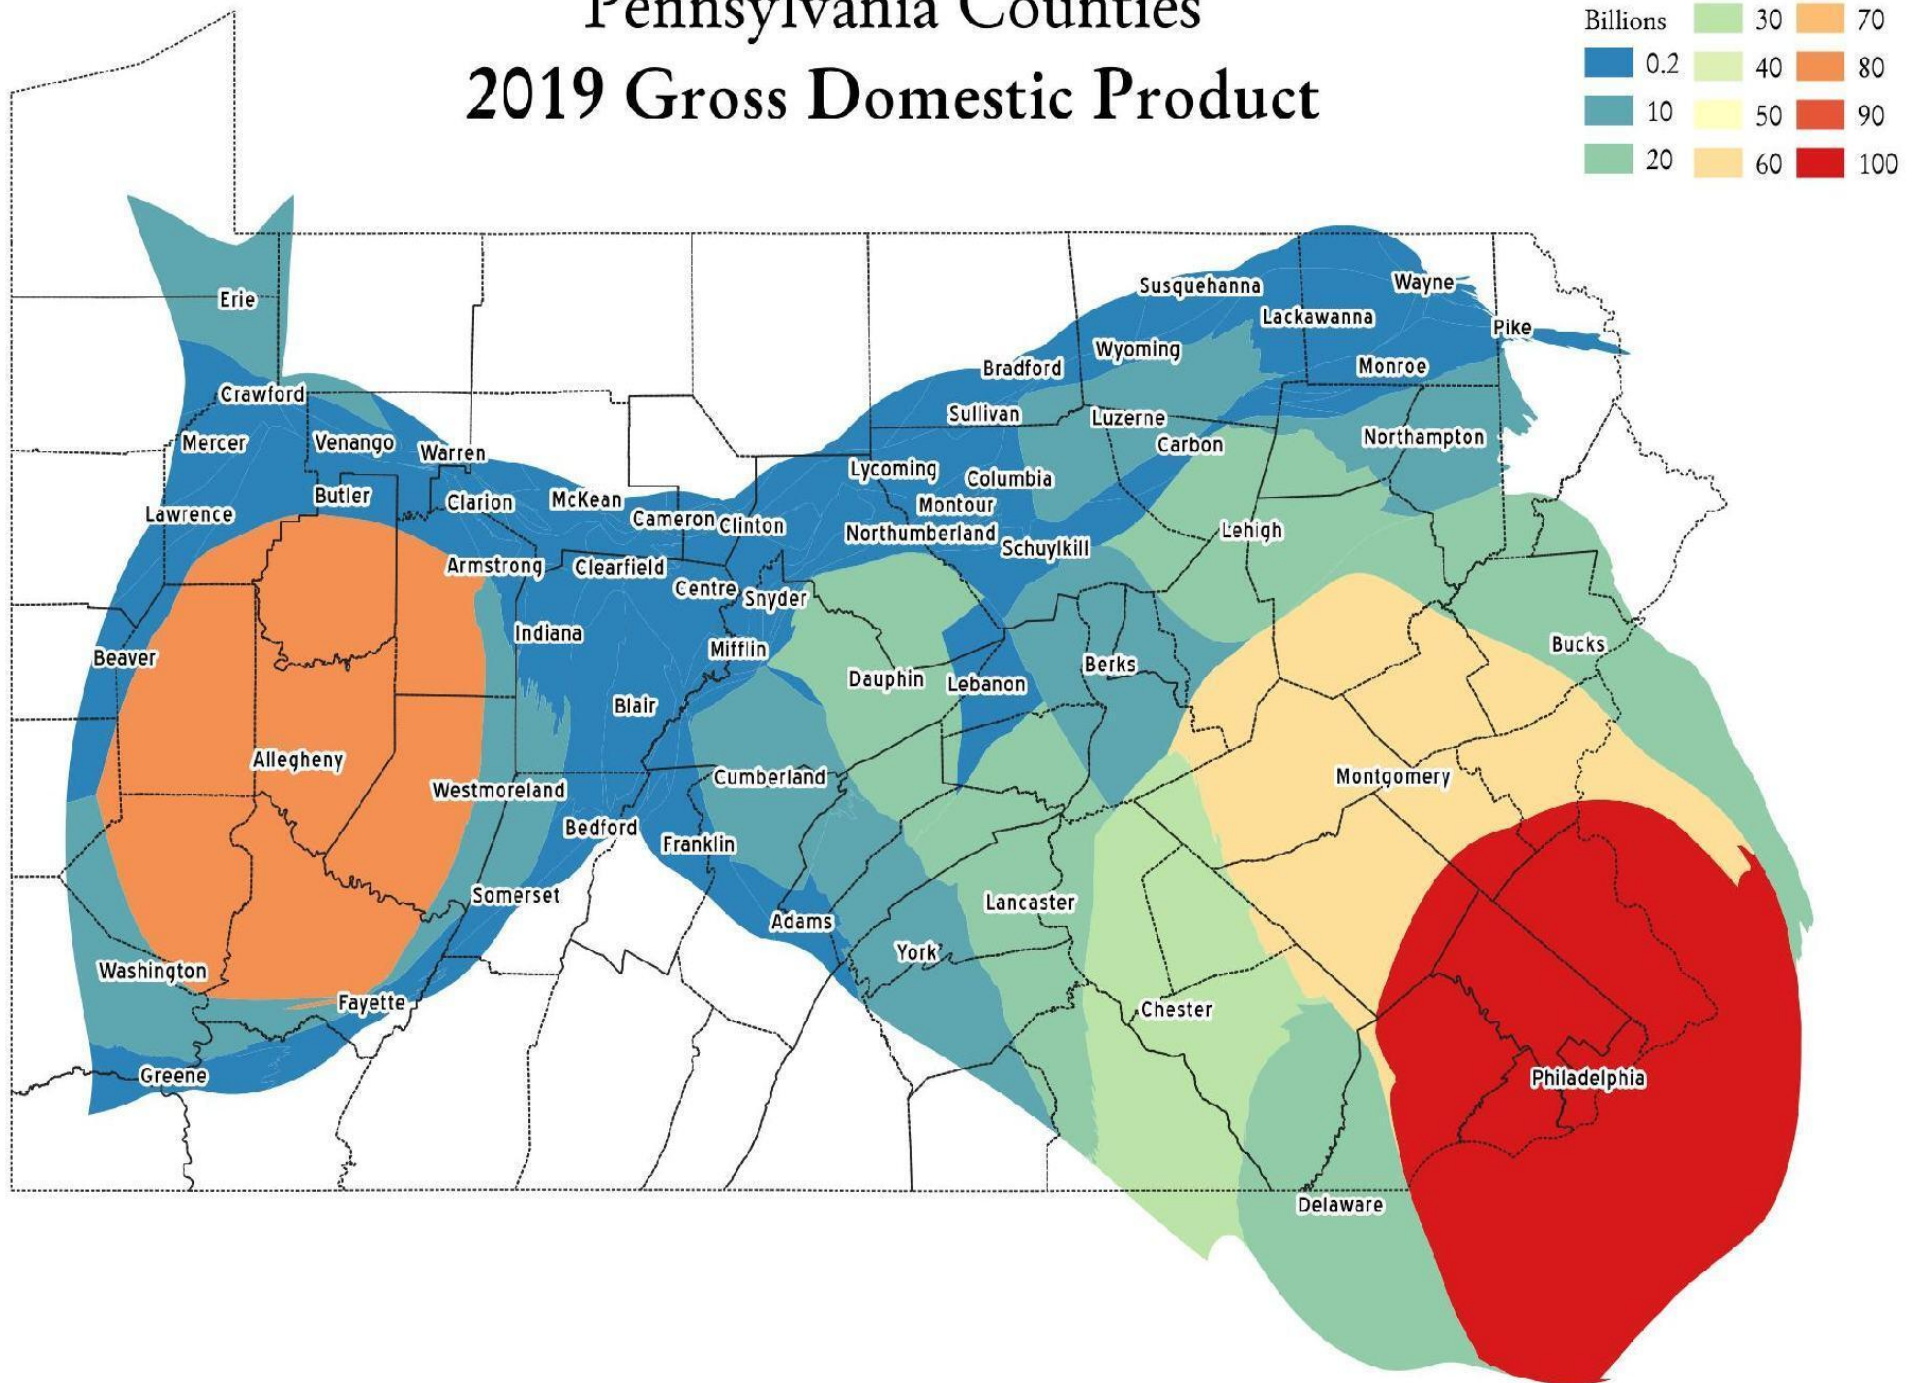 Pennsylvania Counties
2019 Gross Domestic Product
Billions
0.2
10
20
30
40
50
60
70
80
90
100
Erie
Crawford
Mercer
Venango
Warren
Lawrence
Butler
Clarion
McKean
Cameron
Clinton
Armstrong
Clearfield
Centre
Snyder
Indiana
Mifflin
Beaver
Blair
Allegheny
Westmoreland
Bedford
Franklin
Cumberland
Somerset
Adams
Washington
Fayette
Greene
Susquehanna
Wayne
Lackawanna
Pike
Wyoming
Bradford
Monroe
Sullivan
Luzerne
Carbon
Northampton
Lycoming
Columbia
Montour
Northumberland
Schuylkill
Lehigh
Dauphin
Lebanon
Berks
Bucks
Montgomery
Lancaster
York
Chester
Philadelphia
Delaware